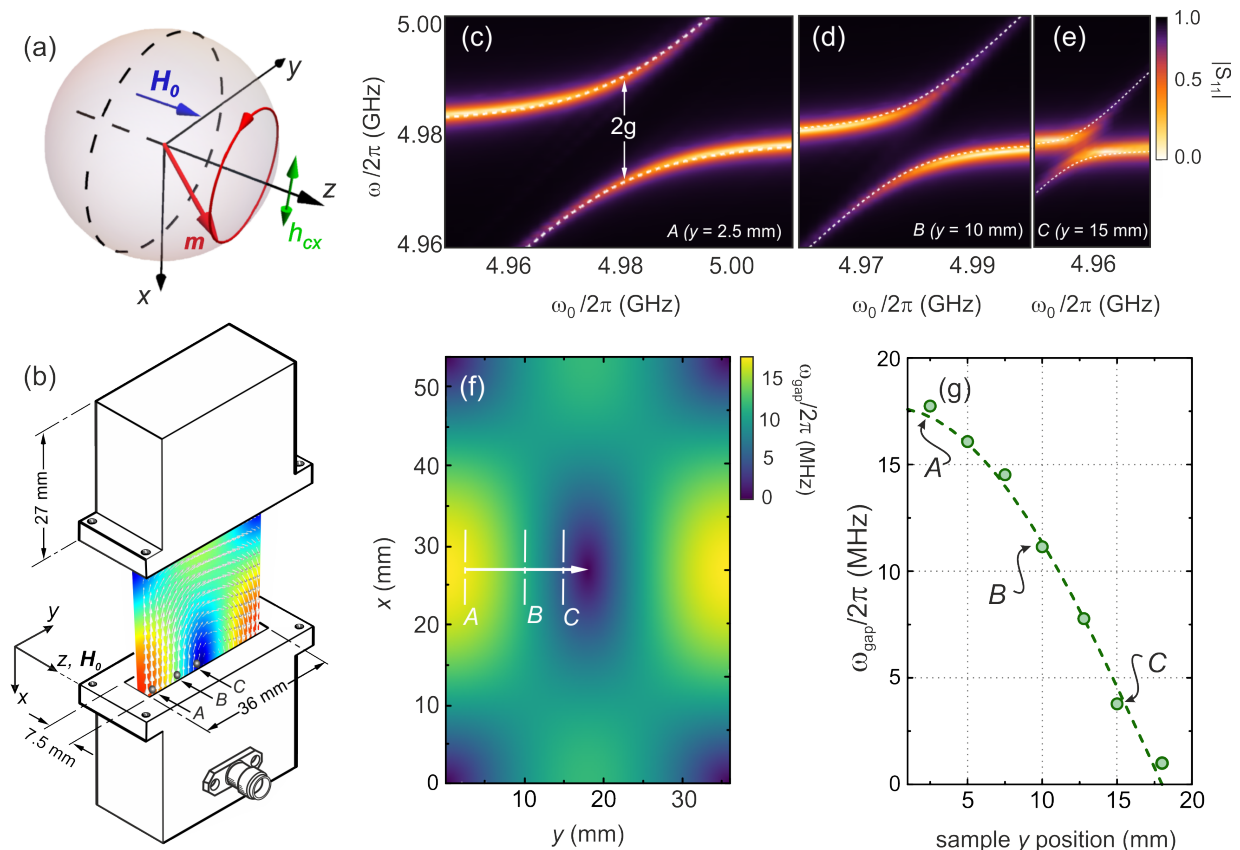 (a)
H₀
y
z
m
h_cx
x
(c)
2g
A (y = 2.5 mm)
(d)
B (y = 10 mm)
(e)
C (y = 15 mm)
5.00
4.98
4.96
ω/2π (GHz)
4.96 4.98 5.00
ω₀/2π (GHz)
4.97 4.99
ω₀/2π (GHz)
4.96
ω₀/2π (GHz)
1.0
0.5
0.0
|S₁₁|
(b)
27 mm
y
z, H₀
x
7.5 mm
36 mm
A
B
C
(f)
50
40
30
20
10
0
x (mm)
A
B
C
0 20 30
y (mm)
15
10
5
0
ω_gap/2π (MHz)
(g)
20
15
10
5
0
ω_gap/2π (MHz)
A
B
C
5 10 15 20
sample y position (mm)